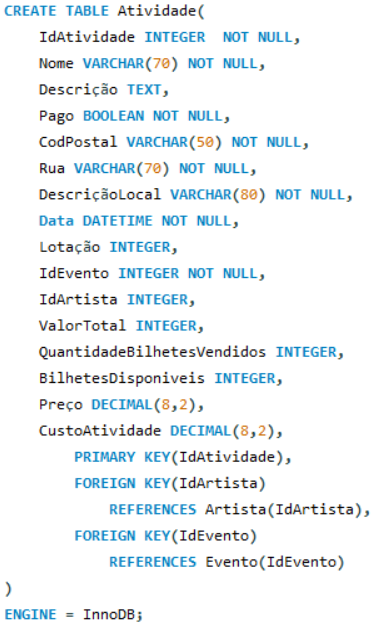 CREATE TABLE Atividade(
IdAtividade INTEGER  NOT NULL,
Nome VARCHAR(70) NOT NULL,
Descrição TEXT,
Pago BOOLEAN NOT NULL,
CodPostal VARCHAR(50) NOT NULL,
Rua VARCHAR(70) NOT NULL,
DescriçãoLocal VARCHAR(80) NOT NULL,
Data DATETIME NOT NULL,
Lotação INTEGER,
IdEvento INTEGER NOT NULL,
IdArtista INTEGER,
ValorTotal INTEGER,
QuantidadeBilhetesVendidos INTEGER,
BilhetesDisponiveis INTEGER,
Preço DECIMAL(8,2),
CustoAtividade DECIMAL(8,2),
PRIMARY KEY(IdAtividade),
FOREIGN KEY(IdArtista)
REFERENCES Artista(IdArtista),
FOREIGN KEY(IdEvento)
REFERENCES Evento(IdEvento)
)
ENGINE = InnoDB;